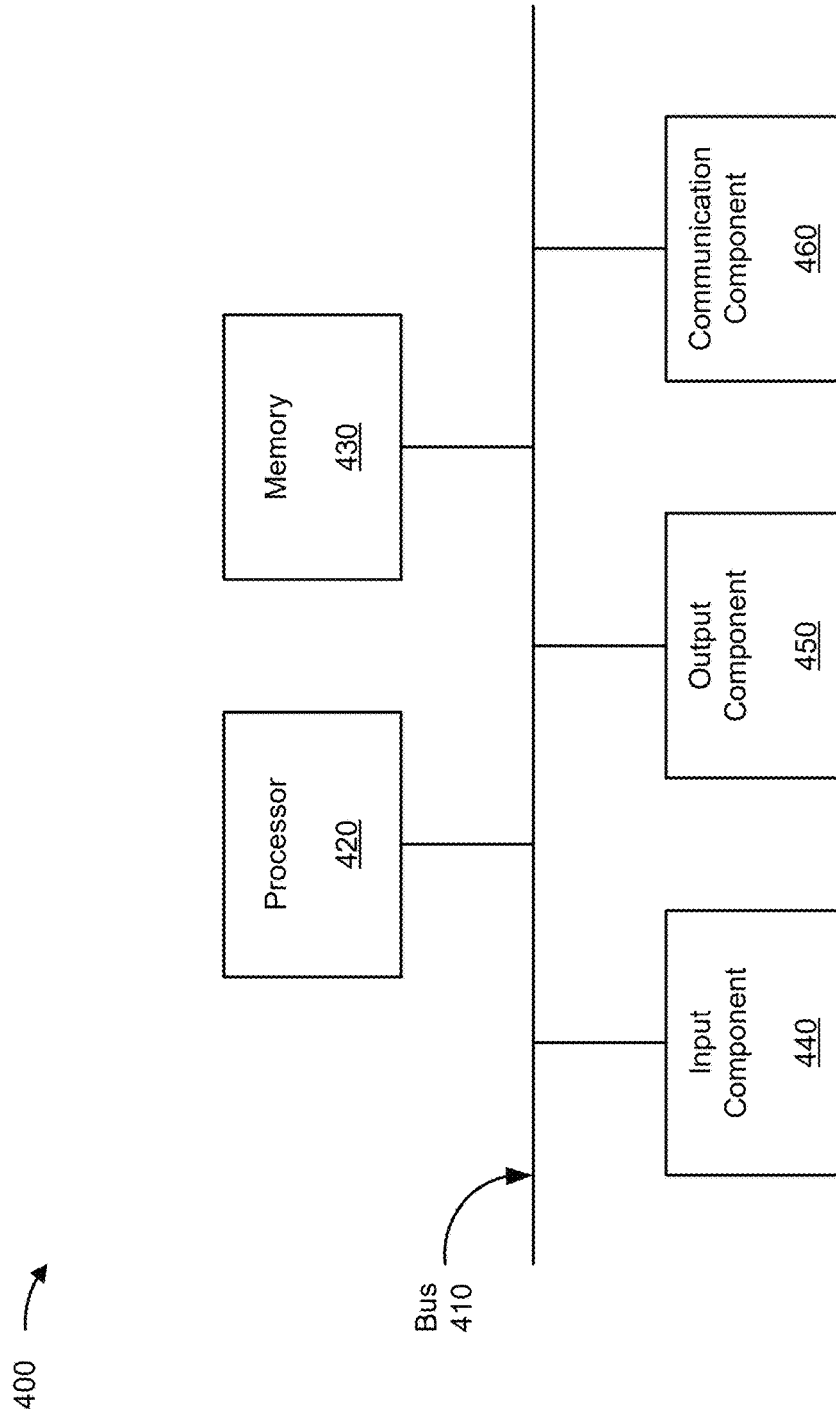 400
Bus
410
Processor
420
Memory
430
Input
Component
440
Output
Component
450
Communication
Component
460